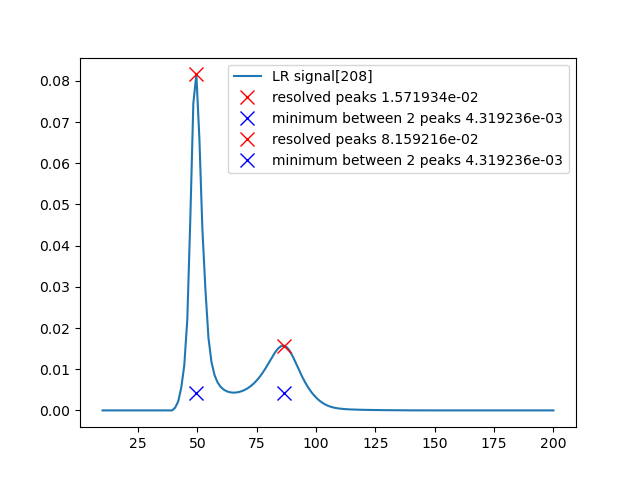 LR signal[208]
resolved peaks 1.571934e-02
minimum between 2 peaks 4.319236e-03
resolved peaks 8.159216e-02
minimum between 2 peaks 4.319236e-03
0.08
0.07
0.06
0.05
0.04
0.03
0.02
0.01
0.00
25 50 75 100 125 150 175 200